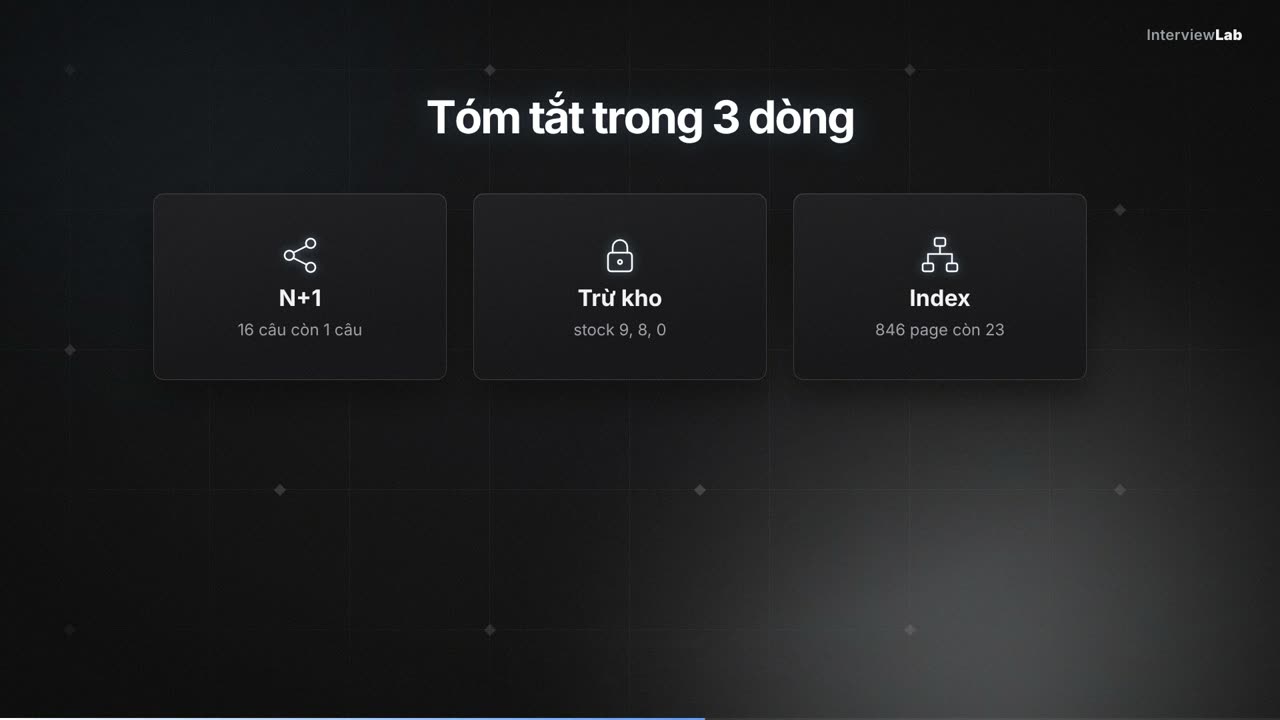 InterviewLab
Tóm tắt trong 3 dòng
N+1
16 câu còn 1 câu
Trừ kho
stock 9, 8, 0
Index
846 page còn 23